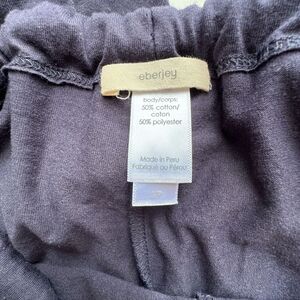 eberjey
body/corps:
50% cotton/
coton
50% polyester
Made in Peru
Fabriqué au Pérou